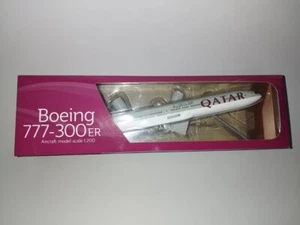 Boeing
777-300ER
Aircraft model scale 1:200
QATAR